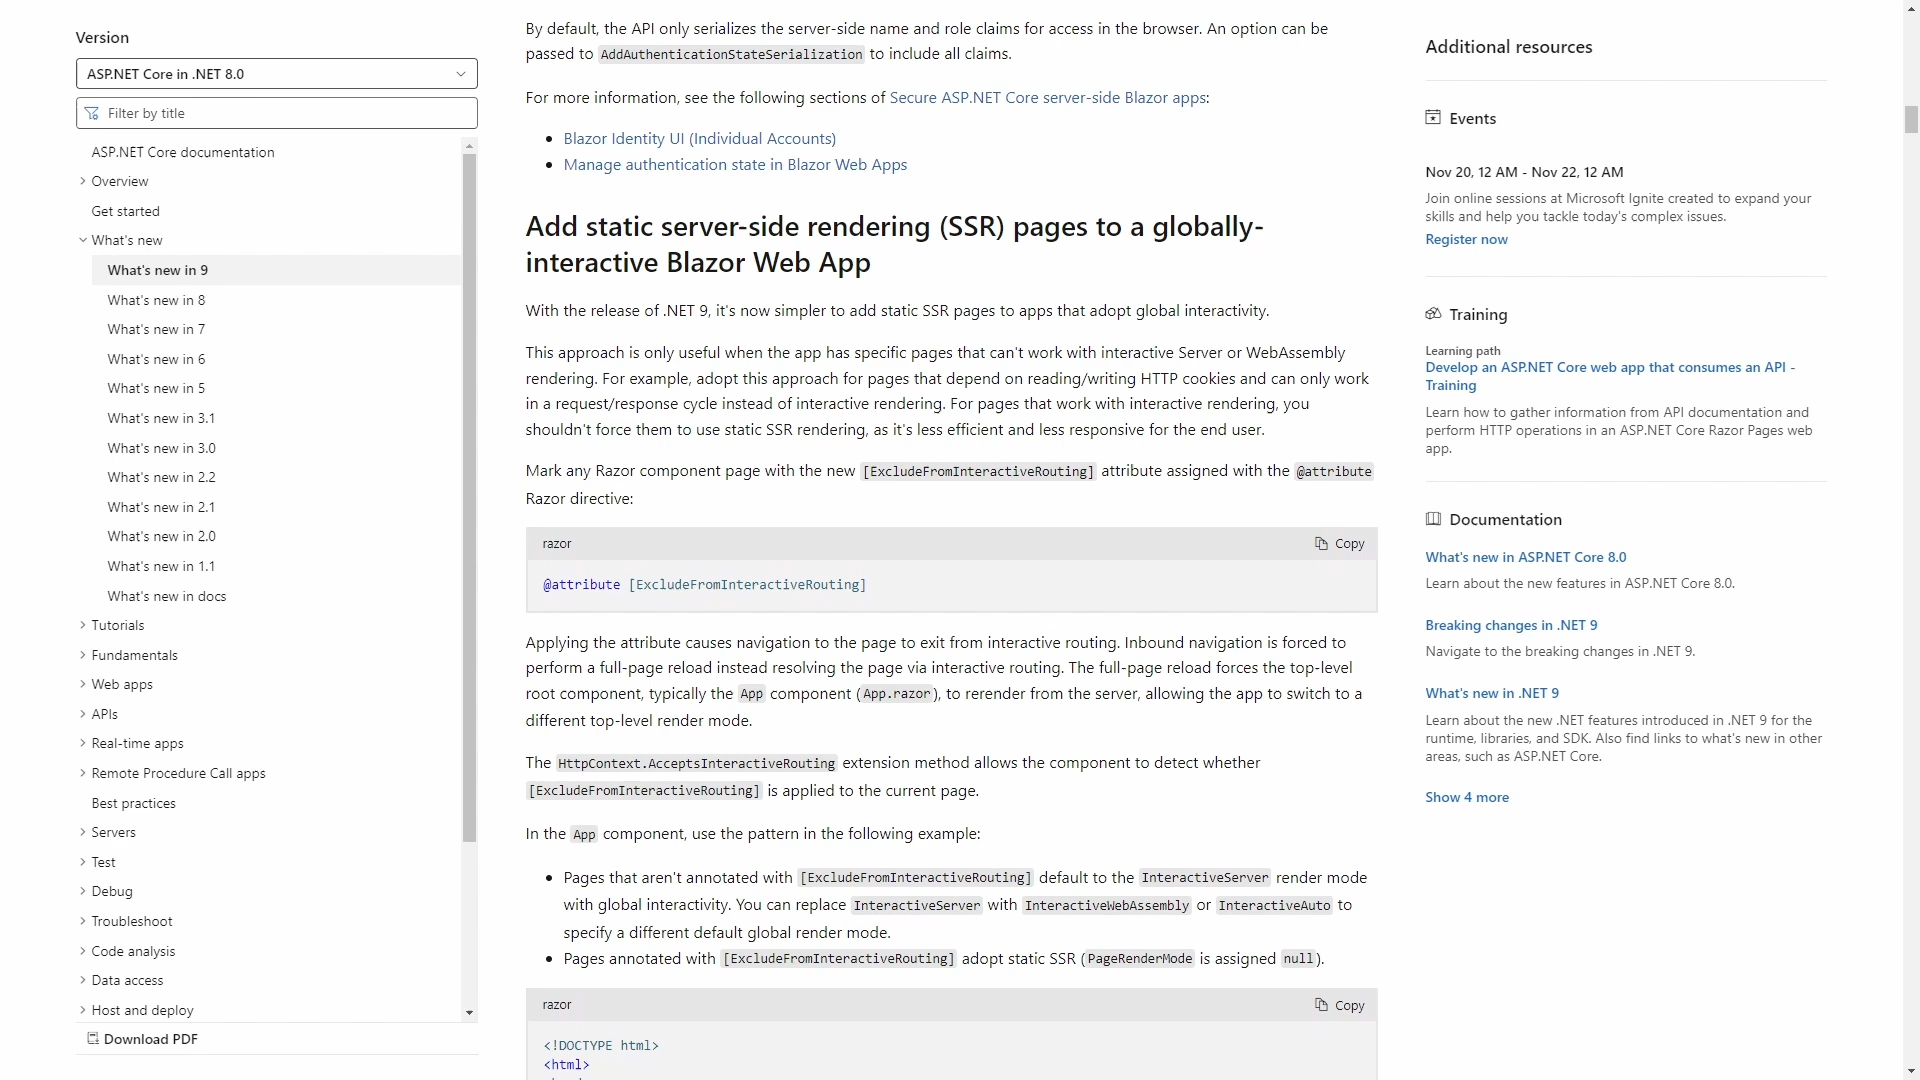 Version
ASP.NET Core in .NET 8.0
Filter by title
ASP.NET Core documentation
Overview
Get started
What's new
What's new in 9
What's new in 8
What's new in 7
What's new in 6
What's new in 5
What's new in 3.1
What's new in 3.0
What's new in 2.2
What's new in 2.1
What's new in 2.0
What's new in 1.1
What's new in docs
Tutorials
Fundamentals
Web apps
APIs
Real-time apps
Remote Procedure Call apps
Best practices
Servers
Test
Debug
Troubleshoot
Code analysis
Data access
Host and deploy
Download PDF
By default, the API only serializes the server-side name and role claims for access in the browser. An option can be
passed to AddAuthenticationStateSerialization to include all claims.
For more information, see the following sections of Secure ASP.NET Core server-side Blazor apps:
Blazor Identity UI (Individual Accounts)
Manage authentication state in Blazor Web Apps
Add static server-side rendering (SSR) pages to a globally-
interactive Blazor Web App
With the release of .NET 9, it's now simpler to add static SSR pages to apps that adopt global interactivity.
This approach is only useful when the app has specific pages that can't work with interactive Server or WebAssembly
rendering. For example, adopt this approach for pages that depend on reading/writing HTTP cookies and can only work
in a request/response cycle instead of interactive rendering. For pages that work with interactive rendering, you
shouldn't force them to use static SSR rendering, as it's less efficient and less responsive for the end user.
Mark any Razor component page with the new [ExcludeFromInteractiveRouting] attribute assigned with the @attribute
Razor directive:
razor
Copy
@attribute [ExcludeFromInteractiveRouting]
Applying the attribute causes navigation to the page to exit from interactive routing. Inbound navigation is forced to
perform a full-page reload instead resolving the page via interactive routing. The full-page reload forces the top-level
root component, typically the App component (App.razor), to rerender from the server, allowing the app to switch to a
different top-level render mode.
The HttpContext.AcceptsInteractiveRouting extension method allows the component to detect whether
[ExcludeFromInteractiveRouting] is applied to the current page.
In the App component, use the pattern in the following example:
Pages that aren't annotated with [ExcludeFromInteractiveRouting] default to the InteractiveServer render mode
with global interactivity. You can replace InteractiveServer with InteractiveWebAssembly or InteractiveAuto to
specify a different default global render mode.
Pages annotated with [ExcludeFromInteractiveRouting] adopt static SSR (PageRenderMode is assigned null).
razor
Copy
<!DOCTYPE html>
<html>
Additional resources
Events
Nov 20, 12 AM - Nov 22, 12 AM
Join online sessions at Microsoft Ignite created to expand your
skills and help you tackle today's complex issues.
Register now
Training
Learning path
Develop an ASP.NET Core web app that consumes an API -
Training
Learn how to gather information from API documentation and
perform HTTP operations in an ASP.NET Core Razor Pages web
app.
Documentation
What's new in ASP.NET Core 8.0
Learn about the new features in ASP.NET Core 8.0.
Breaking changes in .NET 9
Navigate to the breaking changes in .NET 9.
What's new in .NET 9
Learn about the new .NET features introduced in .NET 9 for the
runtime, libraries, and SDK. Also find links to what's new in other
areas, such as ASP.NET Core.
Show 4 more